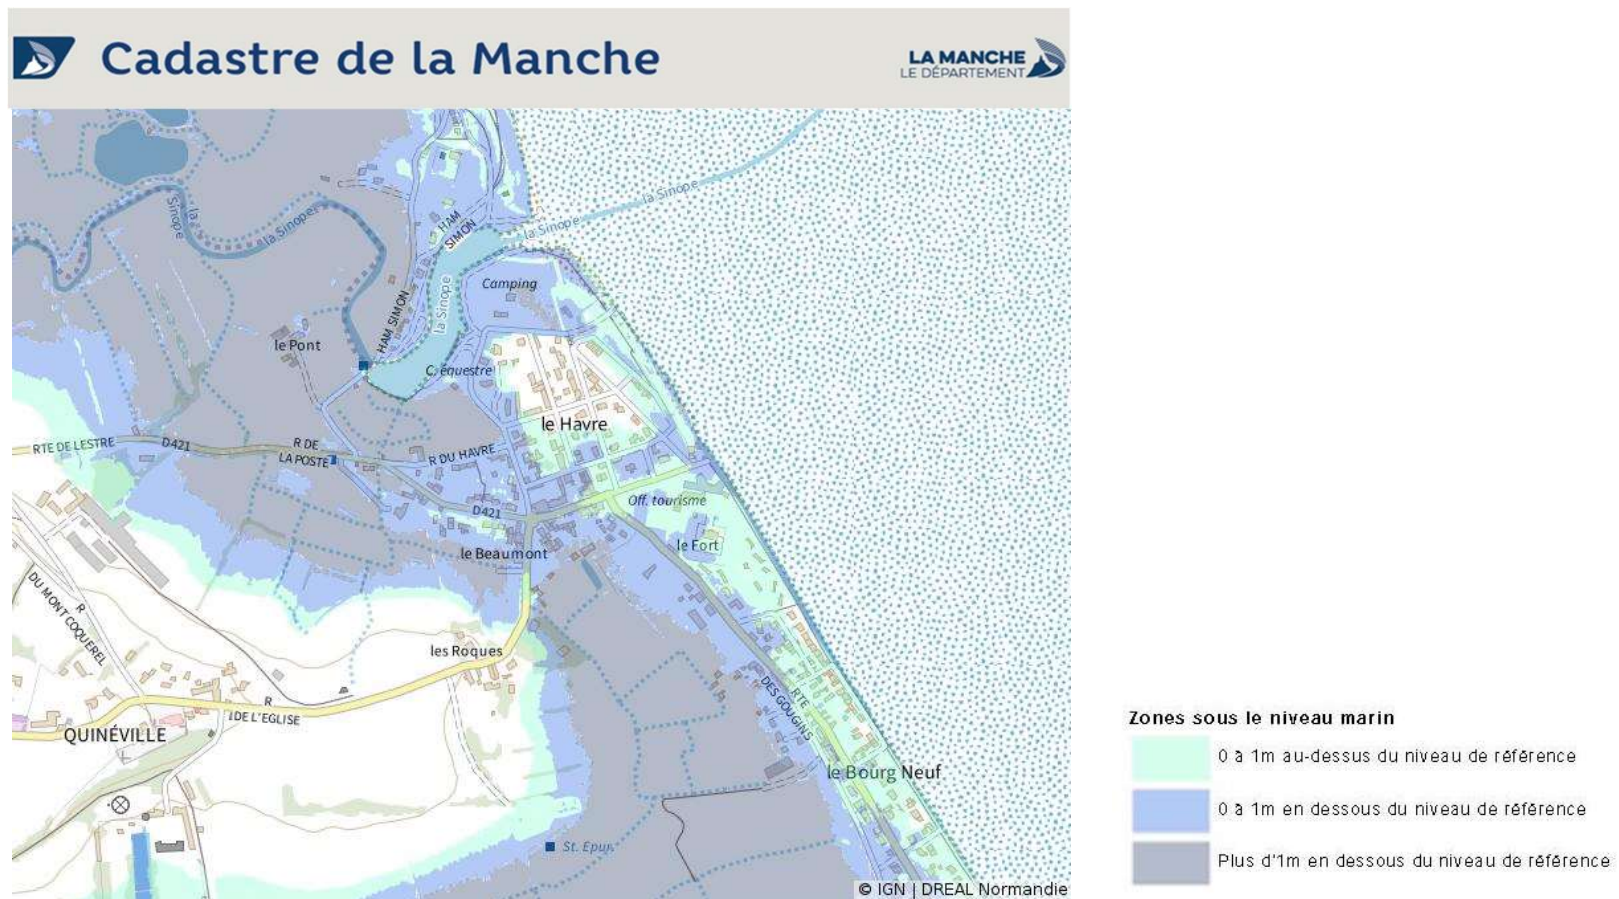 Cadastre de la Manche
LA MANCHE
LE DÉPARTEMENT
la Sinope
la Sinope
la Sinope
la Sinope
HAM
SIMON
Camping
la Sinope
HAM SIMON
le Pont
C. équestre
le Havre
RTE DE LESTRE
D421
R DE
LA POSTE
R DU HAVRE
Off. tourisme
D421
le Fort
le Beaumont
R
DU MONT COQUEREL
les Roques
RTE
DES GOUGINS
R
DE L'EGLISE
QUINÉVILLE
Zones sous le niveau marin
0 à 1m au-dessus du niveau de référence
le Bourg Neuf
0 à 1m en dessous du niveau de référence
St. Epur.
Plus d'1m en dessous du niveau de référence
© IGN | DREAL Normandie